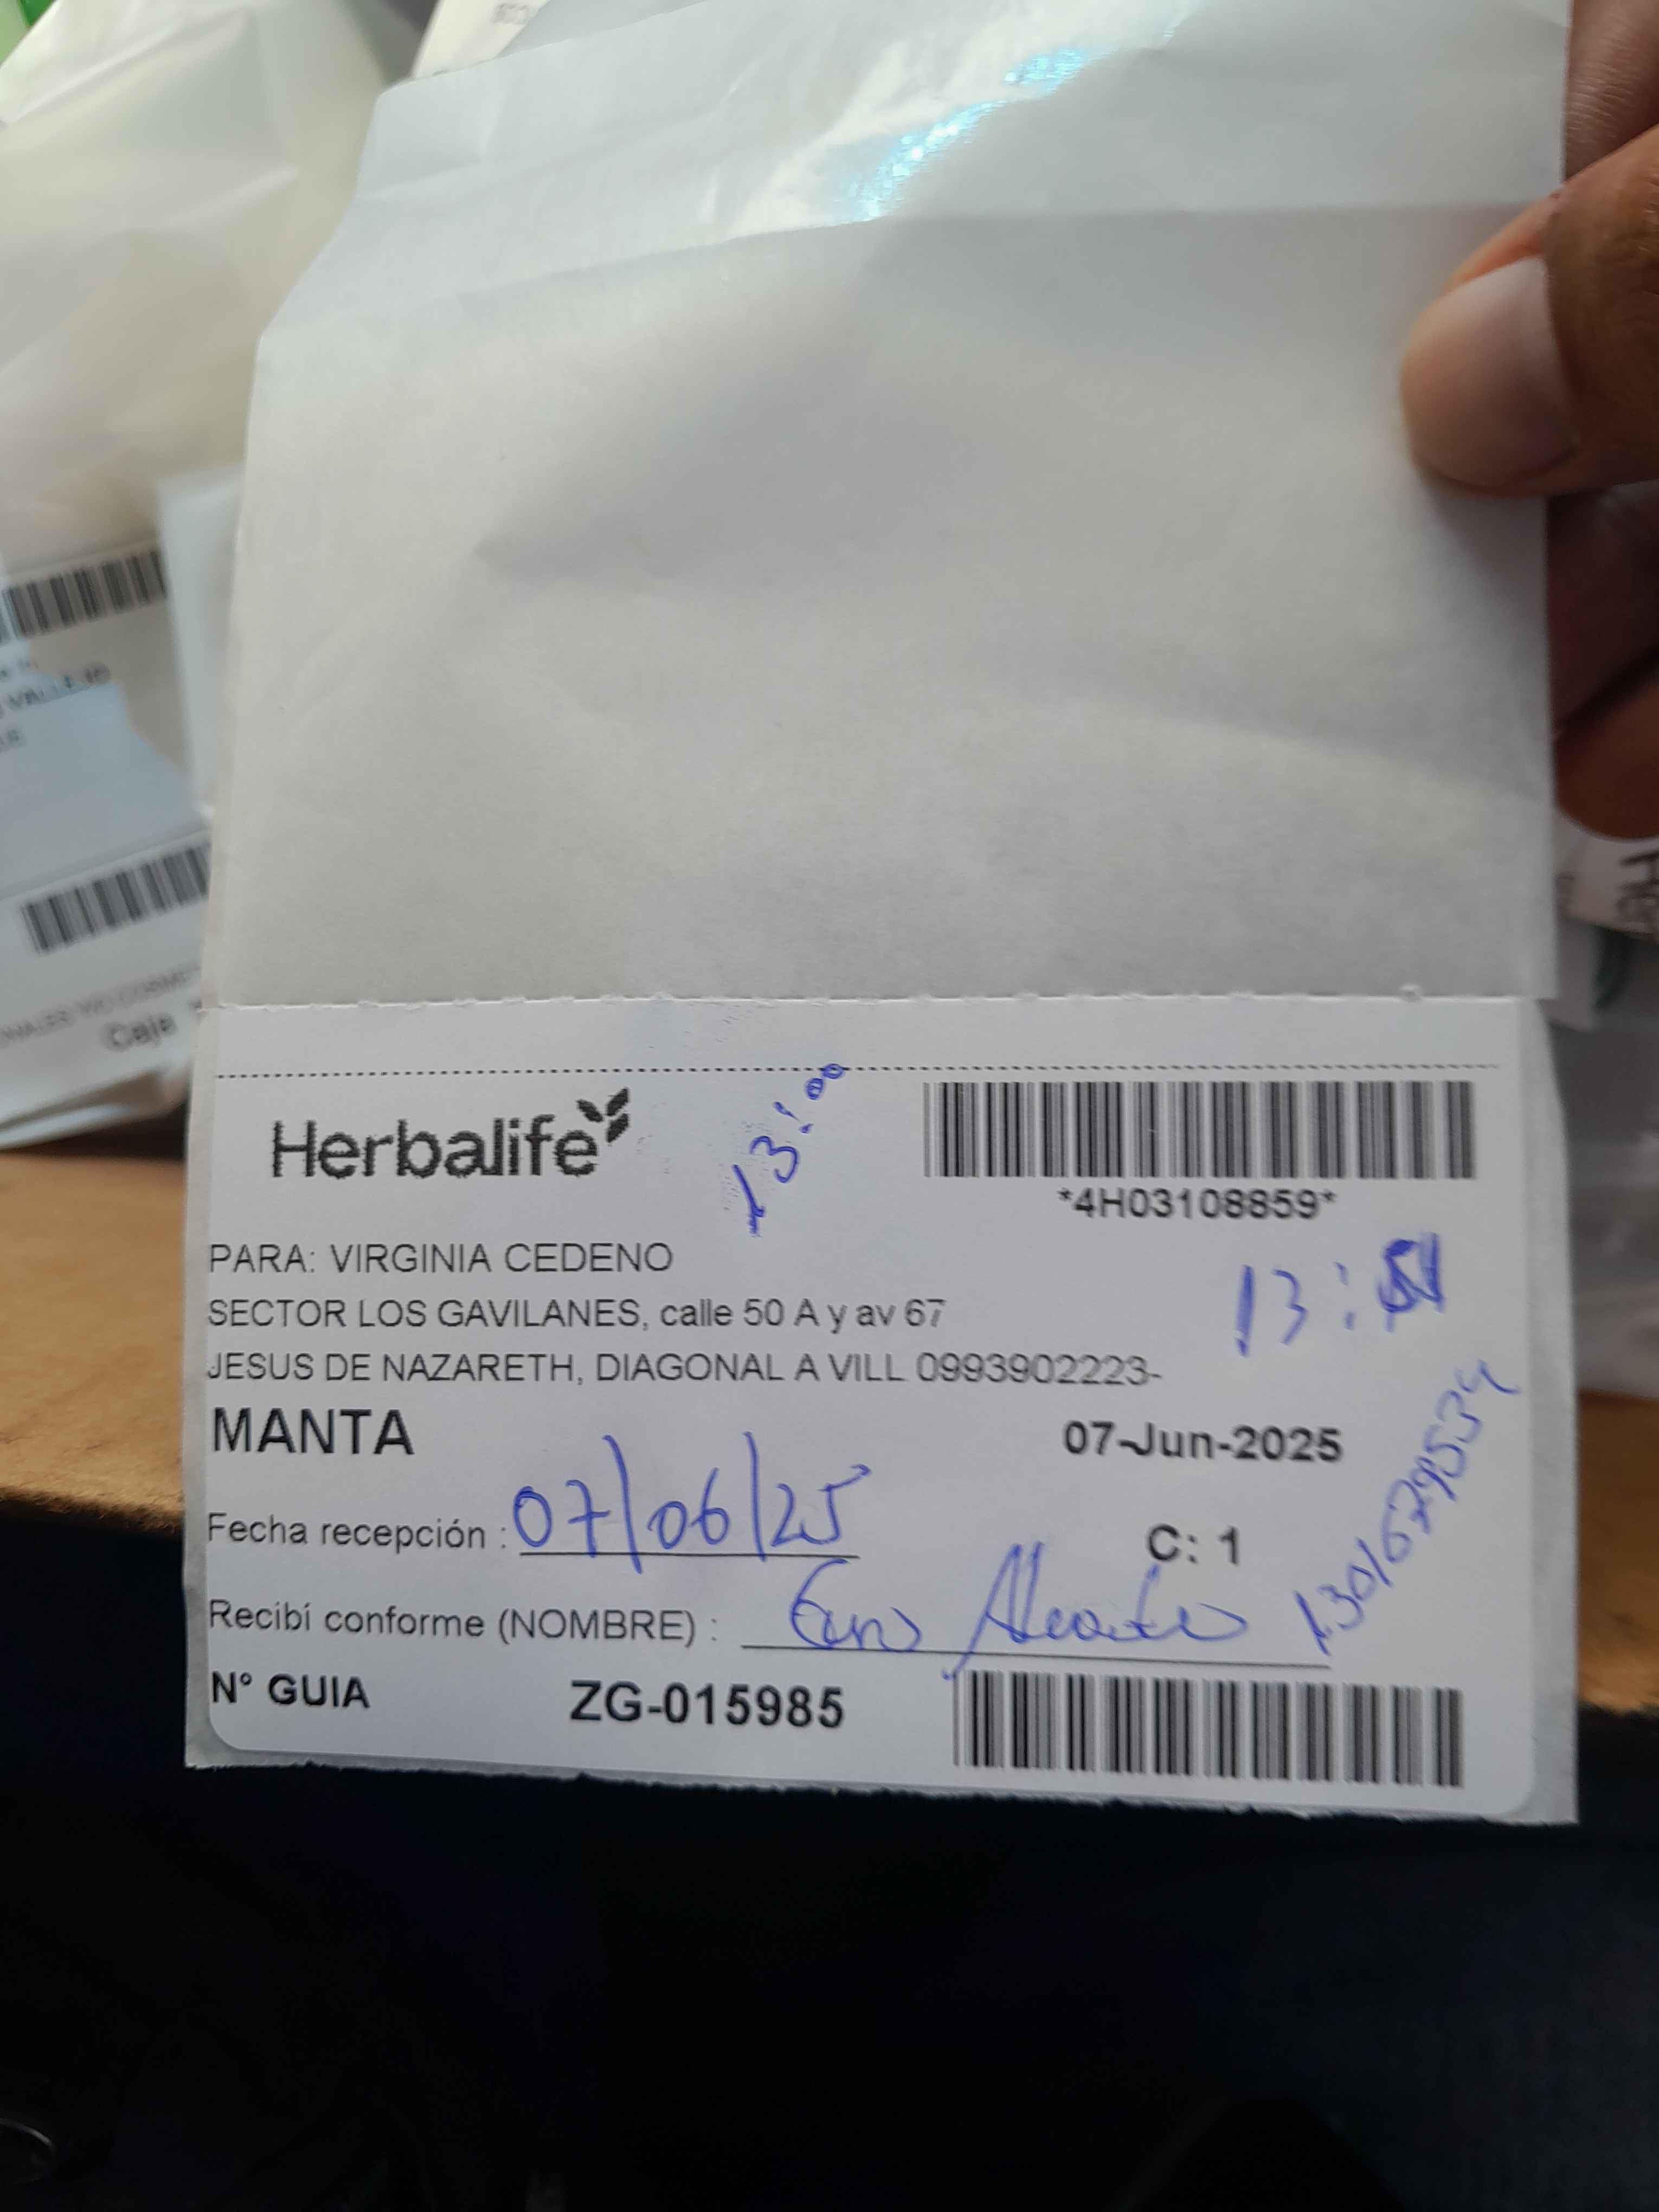 Herbalife
13:00
*4H03108859*
PARA: VIRGINIA CEDENO
SECTOR LOS GAVILANES, calle 50 A y av 67
13:
JESUS DE NAZARETH, DIAGONAL A VILL 0993902223-
MANTA
07-Jun-2025
Fecha recepción : 07/06/25
C: 1
Recibí conforme (NOMBRE) :
N° GUIA ZG-015985
Caja